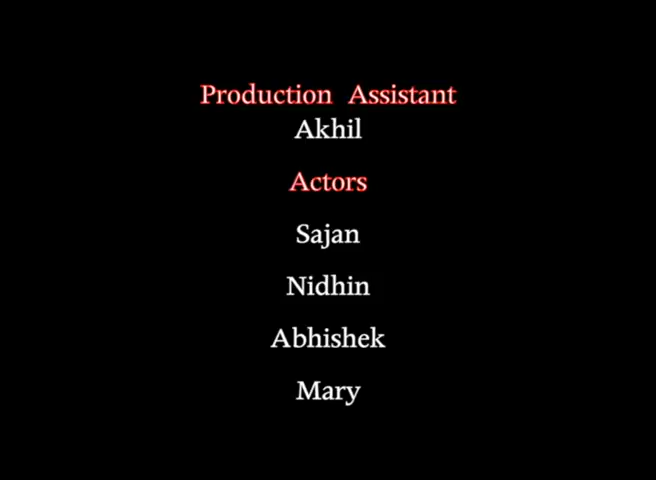 Production Assistant
Akhil
Actors
Sajan
Nidhin
Abhishek
Mary